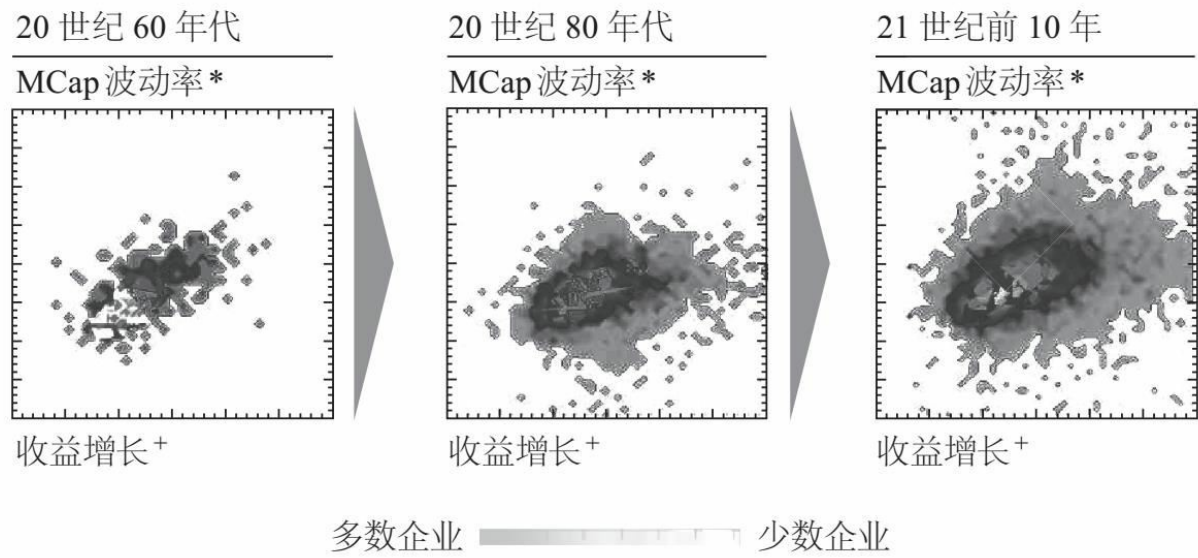 20 世纪 60 年代
20 世纪 80 年代
21 世纪前 10 年
MCap 波动率 *
MCap 波动率 *
MCap 波动率 *
收益增长 +
收益增长 +
收益增长 +
多数企业
少数企业